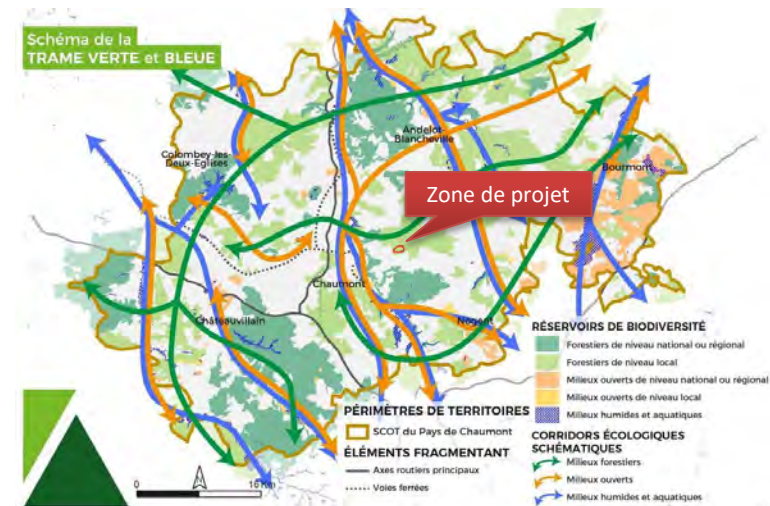 Schéma de la
TRAME VERTE et BLEUE
Andelot-
Blancheville
Colombey-les-
Deux-Églises
Bourmont
Zone de projet
Chaumont
Châteauvillain
Nogent
RÉSERVOIRS DE BIODIVERSITÉ
Forestiers de niveau national ou régional
Forestiers de niveau local
Milieux ouverts de niveau national ou régional
Milieux ouverts de niveau local
Milieux humides et aquatiques
PÉRIMÈTRES DE TERRITOIRES
SCOT du Pays de Chaumont
ÉLÉMENTS FRAGMENTANT
Axes routiers principaux
Voies ferrées
CORRIDORS ÉCOLOGIQUES
SCHÉMATIQUES
Milieux forestiers
Milieux ouverts
Milieux humides et aquatiques
N
0 16 Km